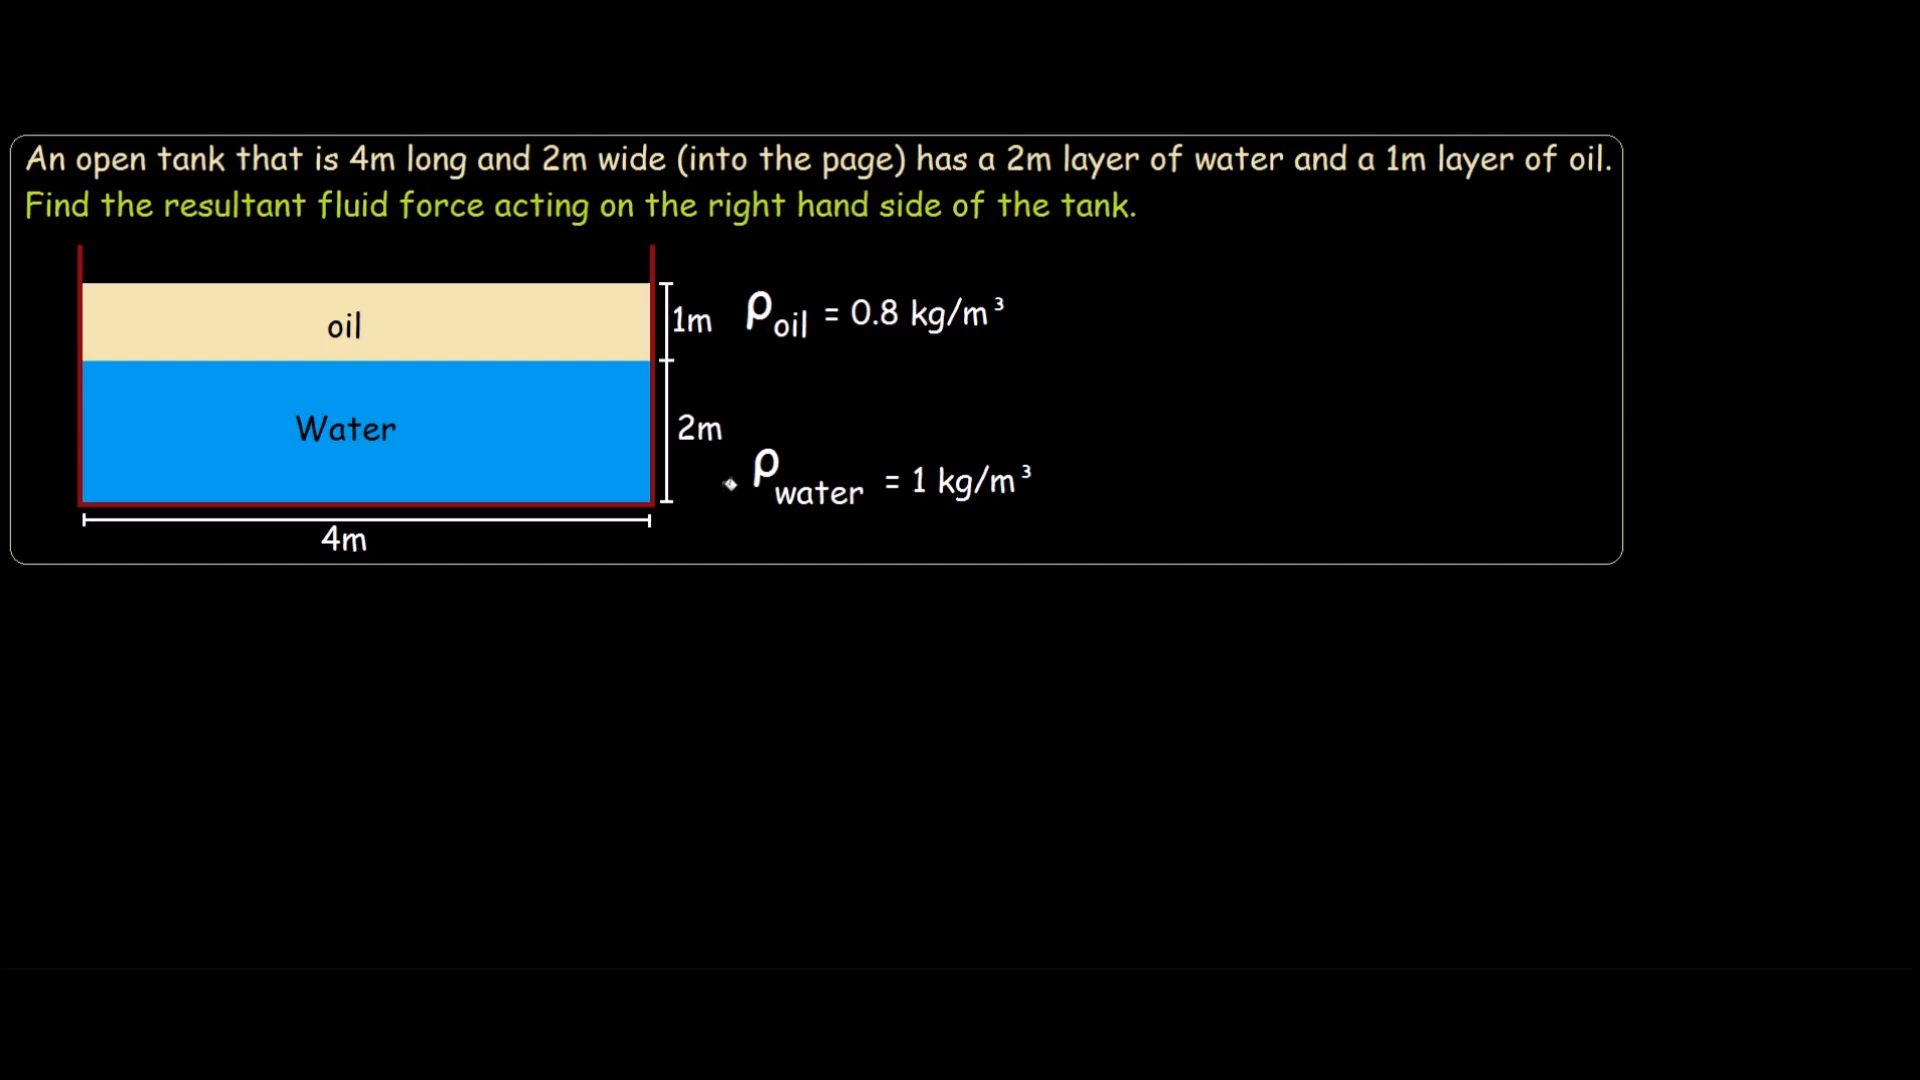 An open tank that is 4m long and 2m wide (into the page) has a 2m layer of water and a 1m layer of oil.
Find the resultant fluid force acting on the right hand side of the tank.
oil
1m
ρoil = 0.8 kg/m³
Water
2m
ρwater = 1 kg/m³
4m